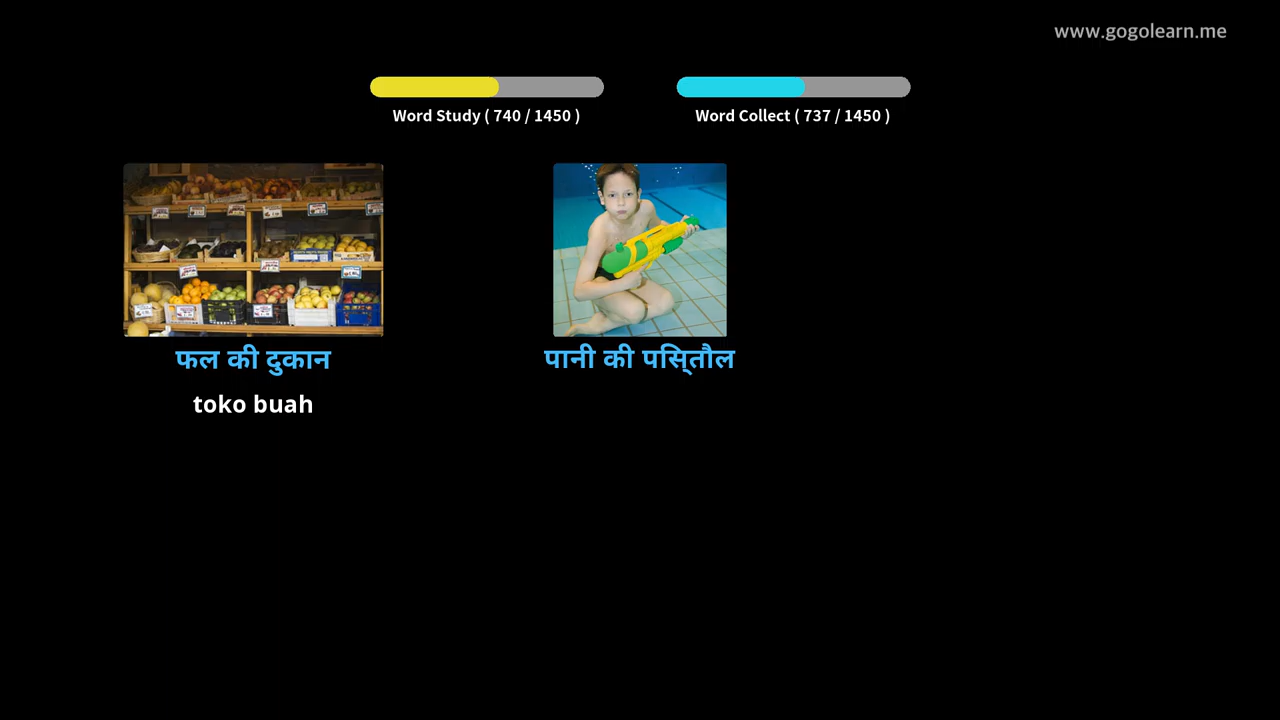 www.gogolearn.me
Word Study ( 740 / 1450 )
Word Collect ( 737 / 1450 )
फल की दुकान
पानी की पसि्तौल
toko buah